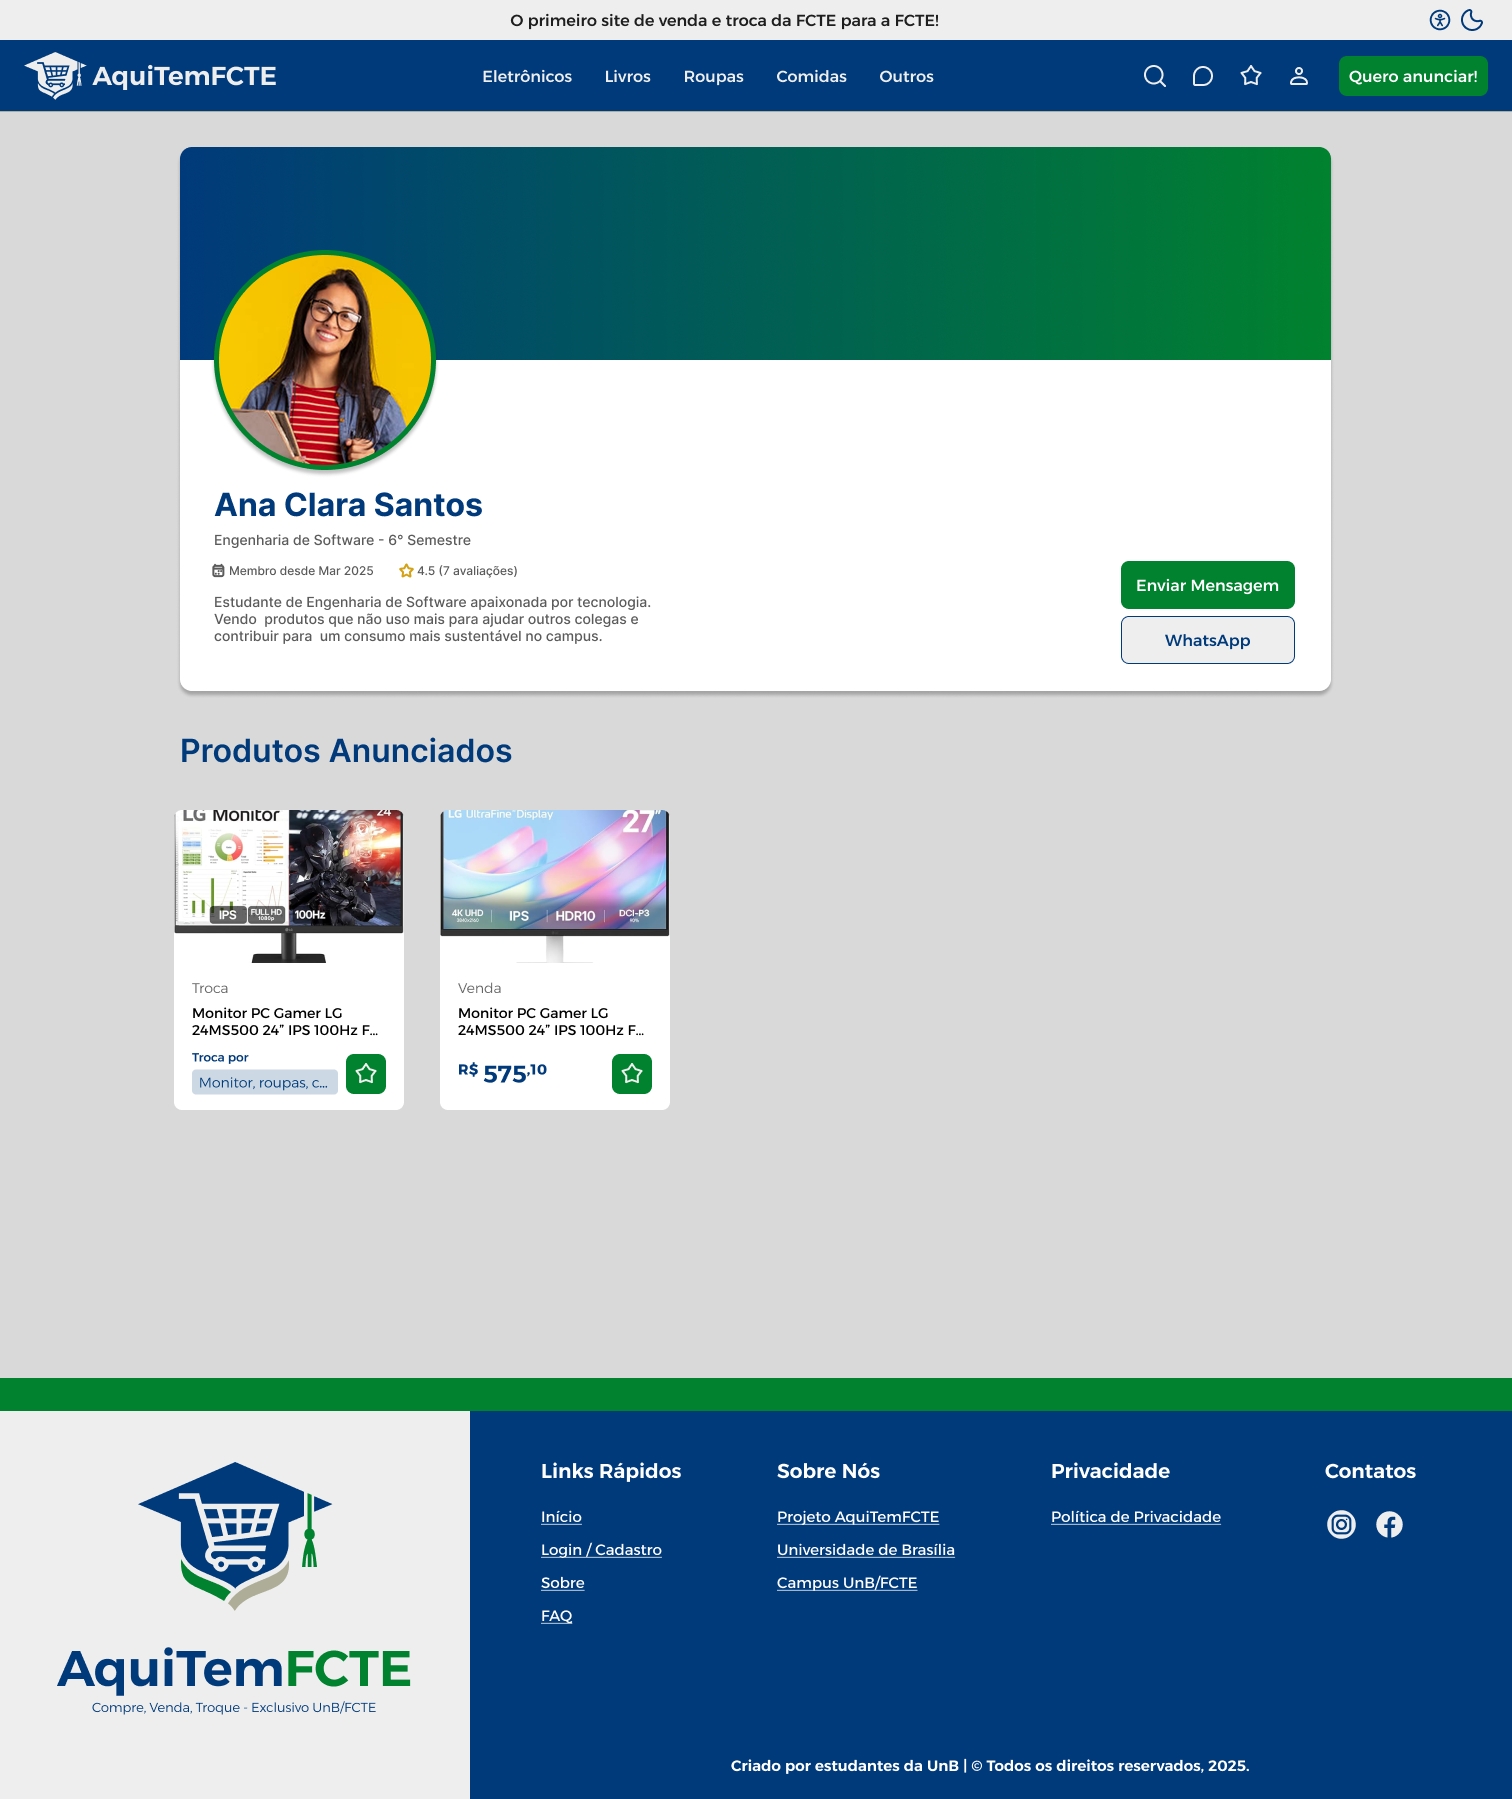 O primeiro site de venda e troca da FCTE para a FCTE!
AquiTemFCTE
Eletrônicos
Livros
Roupas
Comidas
Outros
Quero anunciar!
Ana Clara Santos
Engenharia de Software - 6° Semestre
Membro desde Mar 2025
4.5 (7 avaliações)
Estudante de Engenharia de Software apaixonada por tecnologia.
Vendo  produtos que não uso mais para ajudar outros colegas e
contribuir para  um consumo mais sustentável no campus.
Enviar Mensagem
WhatsApp
Produtos Anunciados
LG Monitor
24"
IPS
FULL HD
1080p
100Hz
Troca
Monitor PC Gamer LG
24MS500 24” IPS 100Hz F...
Troca por
Monitor, roupas, c...
LG UltraFine™ Display
27"
4K UHD
3840x2160
IPS
HDR10
DCI-P3
90%
Venda
Monitor PC Gamer LG
24MS500 24” IPS 100Hz F...
R$ 575,10
AquiTemFCTE
Compre, Venda, Troque - Exclusivo UnB/FCTE
Links Rápidos
Início
Login / Cadastro
Sobre
FAQ
Sobre Nós
Projeto AquiTemFCTE
Universidade de Brasília
Campus UnB/FCTE
Privacidade
Política de Privacidade
Contatos
Criado por estudantes da UnB | © Todos os direitos reservados, 2025.